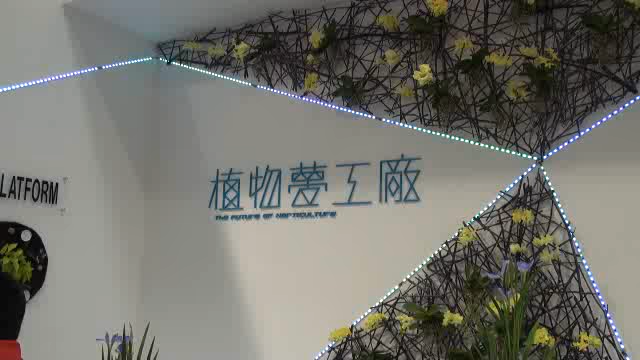 LATFORM
植物夢工廠
THE FUTURE OF HORTICULTURE